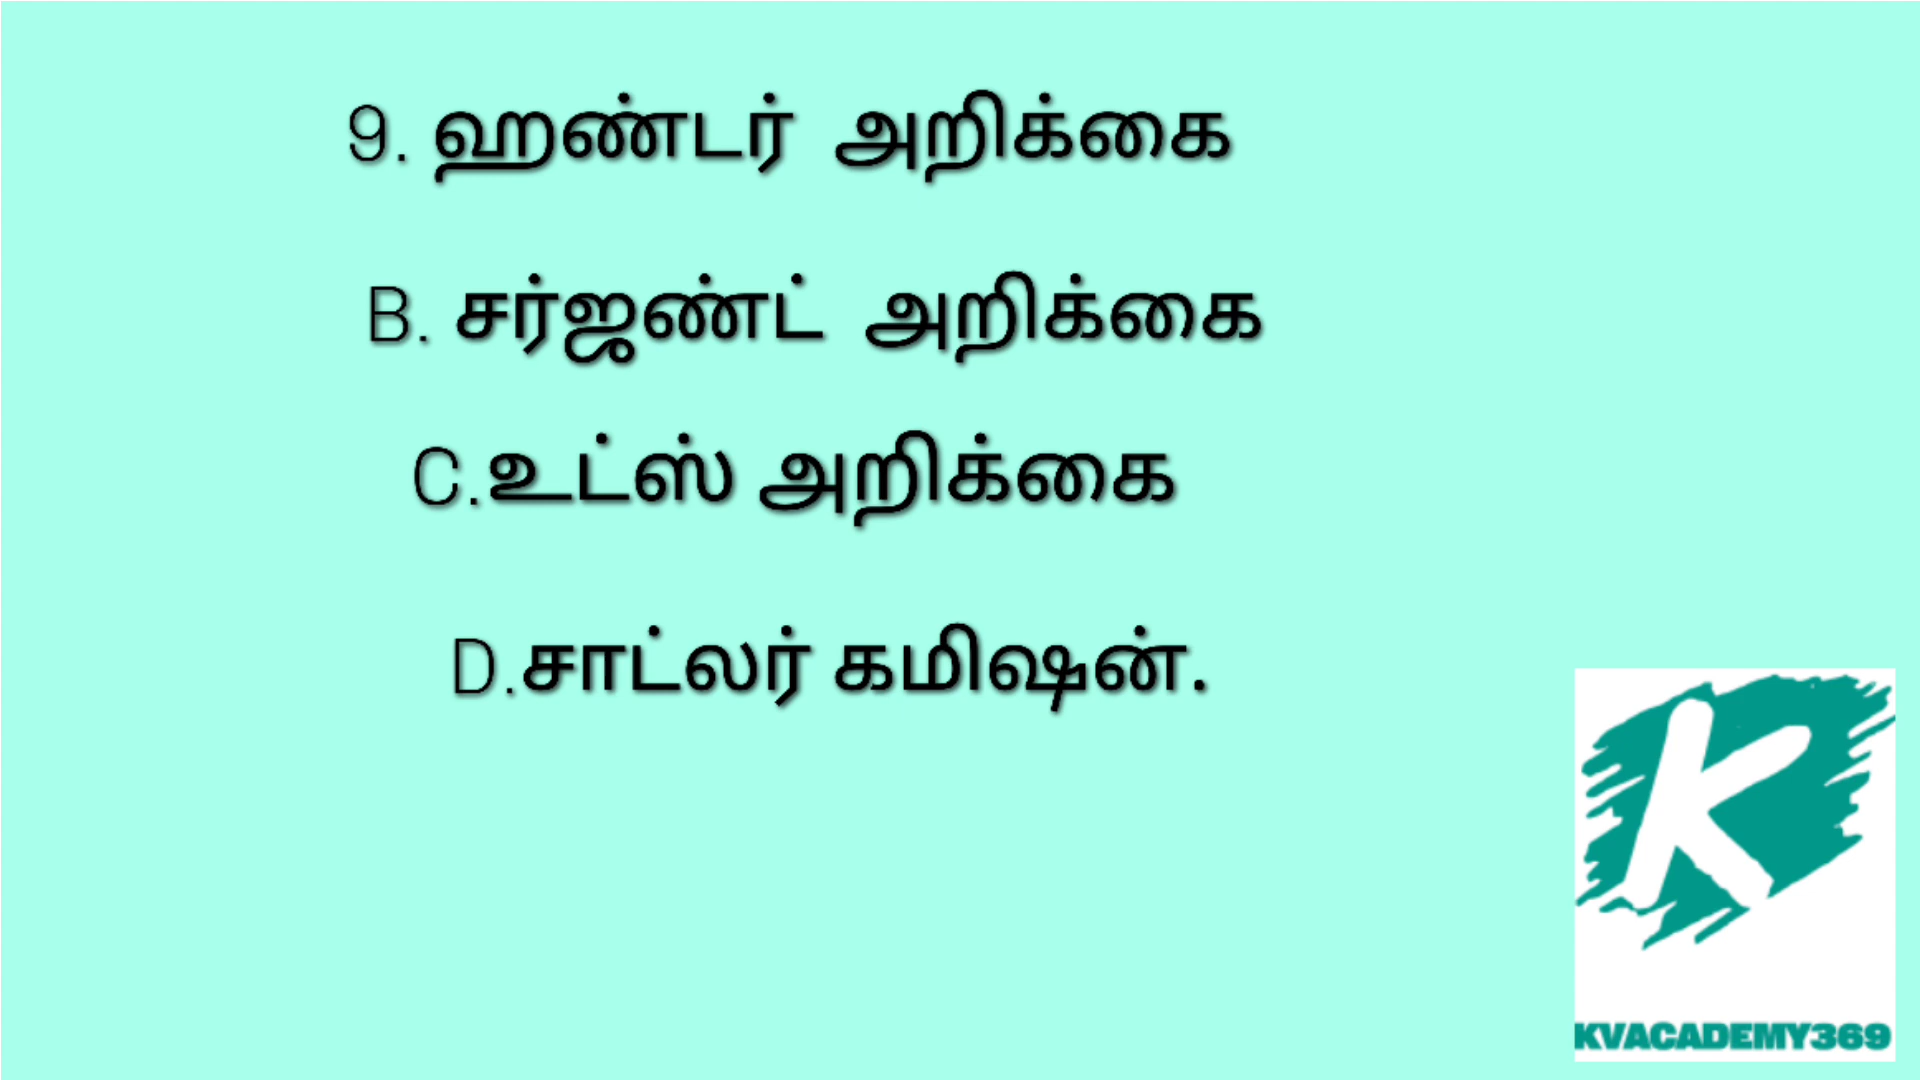 9. ஹண்டர் அறிக்கை
B. சர்ஜண்ட் அறிக்கை
C.உட்ஸ் அறிக்கை
D.சாட்லர் கமிஷன்.
K
KVACADEMY369